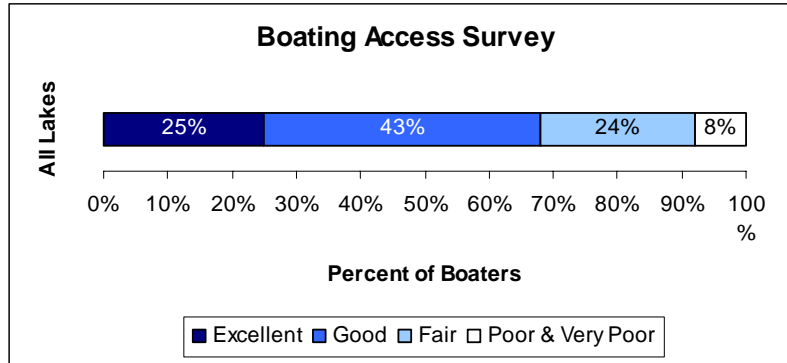 Boating Access Survey
All Lakes
25% 43% 24% 8%
0% 10% 20% 30% 40% 50% 60% 70% 80% 90% 100
%
Percent of Boaters
Excellent Good Fair Poor & Very Poor